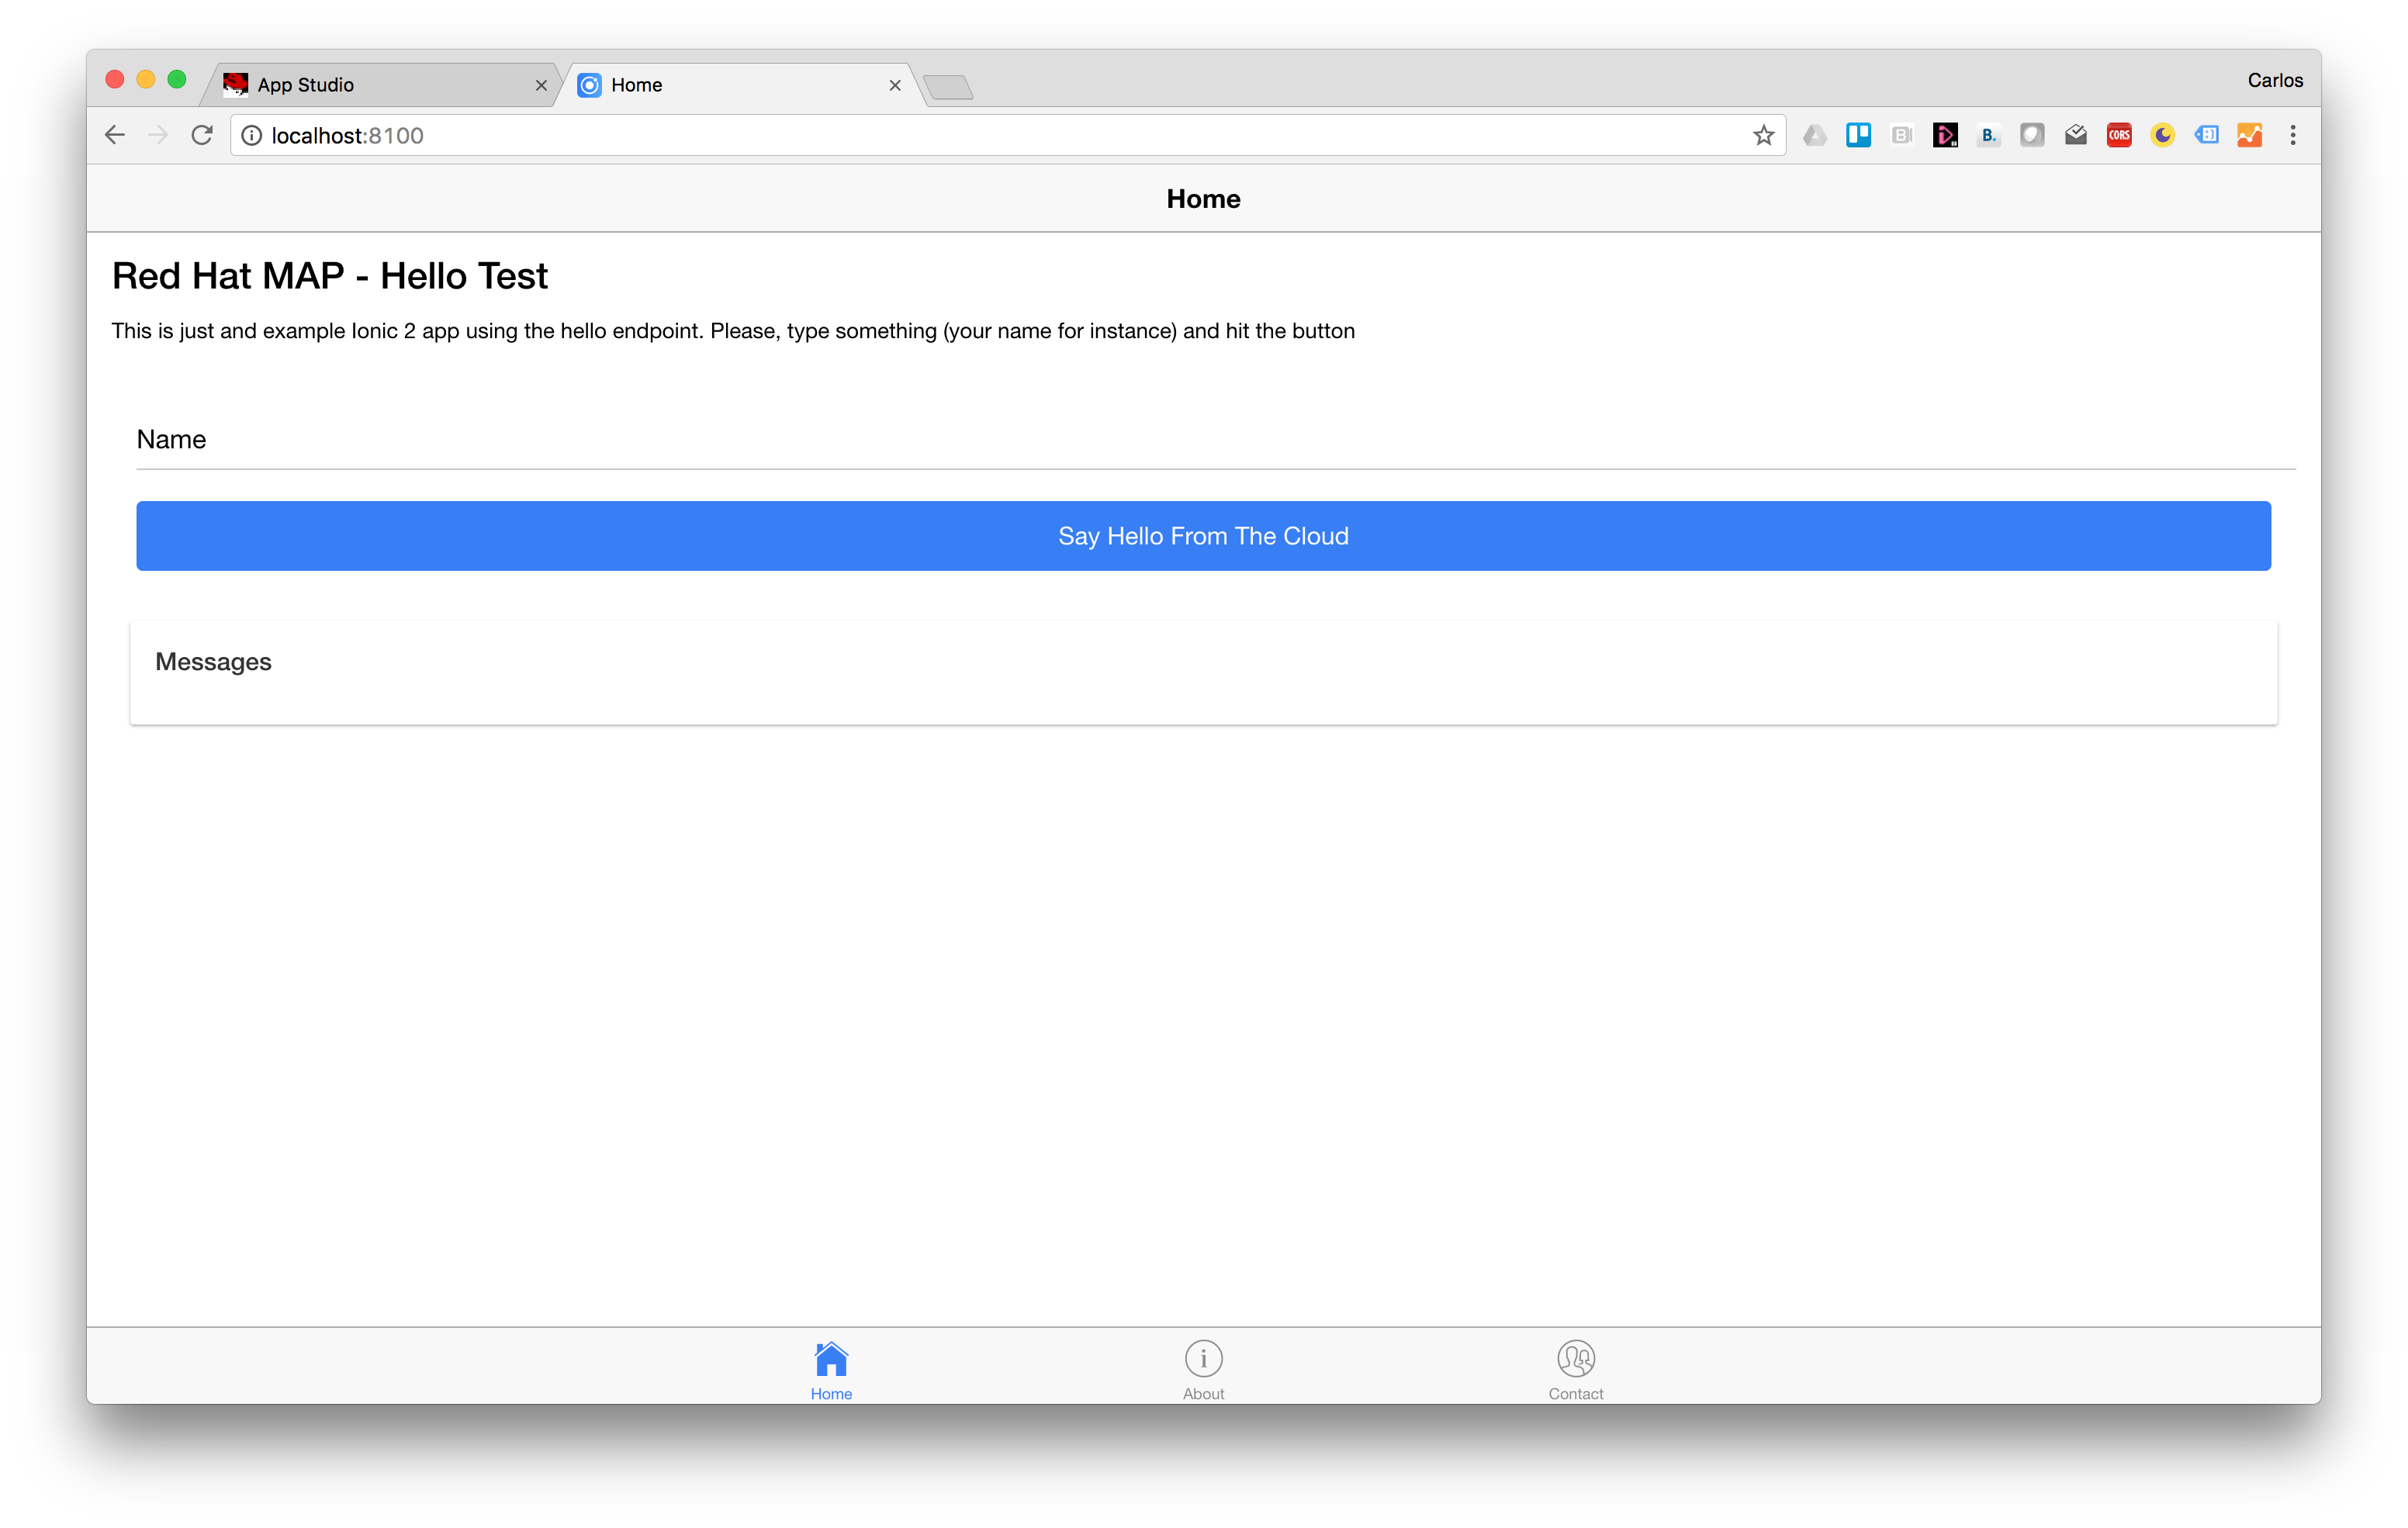 App Studio
Home
Carlos
localhost:8100
B
B.
CORS
Home
Red Hat MAP - Hello Test
This is just and example Ionic 2 app using the hello endpoint. Please, type something (your name for instance) and hit the button
Name
Say Hello From The Cloud
Messages
Home
About
Contact